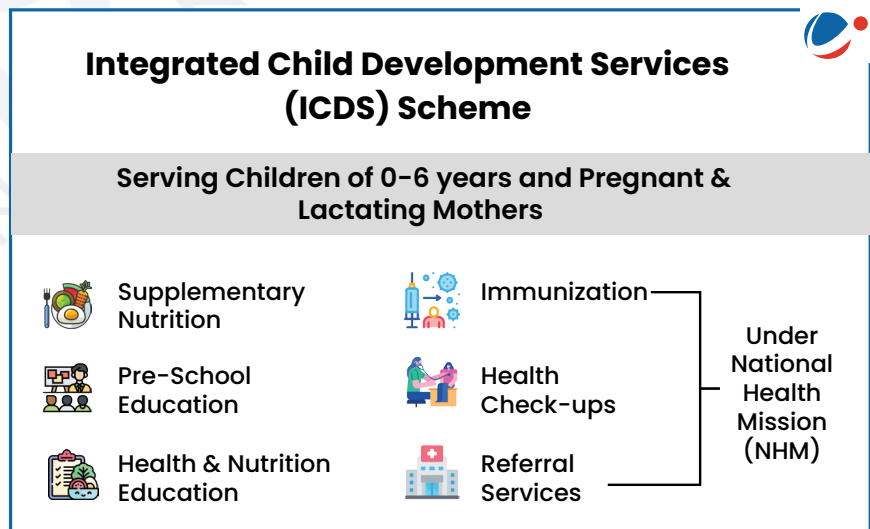 Integrated Child Development Services
(ICDS) Scheme
Serving Children of 0-6 years and Pregnant &
Lactating Mothers
Supplementary
Nutrition
Pre-School
Education
Health & Nutrition
Education
Immunization
Health
Check-ups
Referral
Services
Under
National
Health
Mission
(NHM)